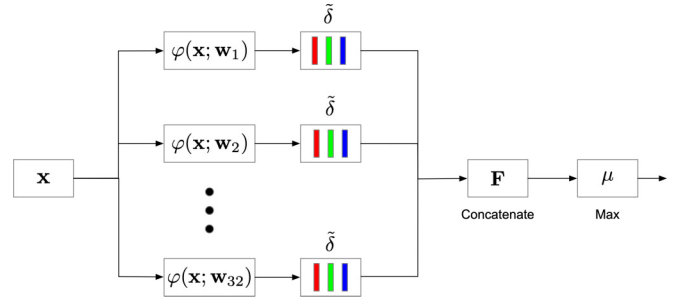 δ̃
φ(x; w₁)
δ̃
φ(x; w₂)
x
F
μ
Concatenate
Max
δ̃
φ(x; w₃₂)